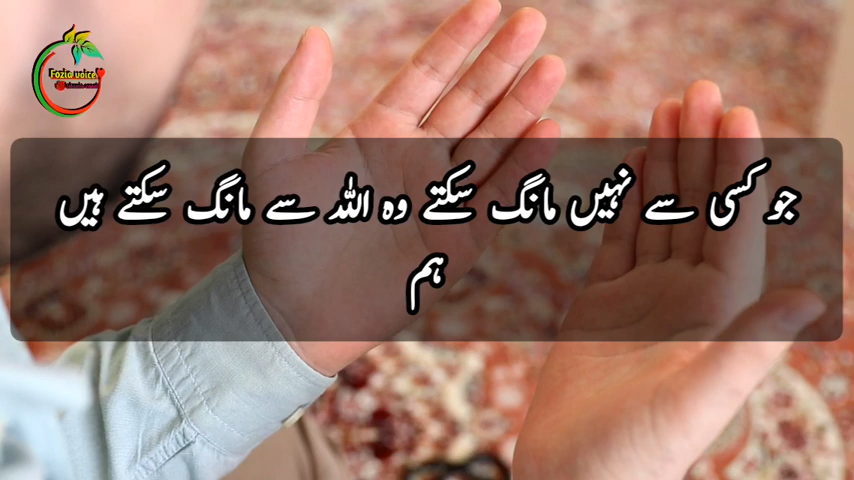 Fozia voice
جو کسی سے نہیں مانگ سکتے وہ اللہ سے مانگ سکتے ہیں
ہم